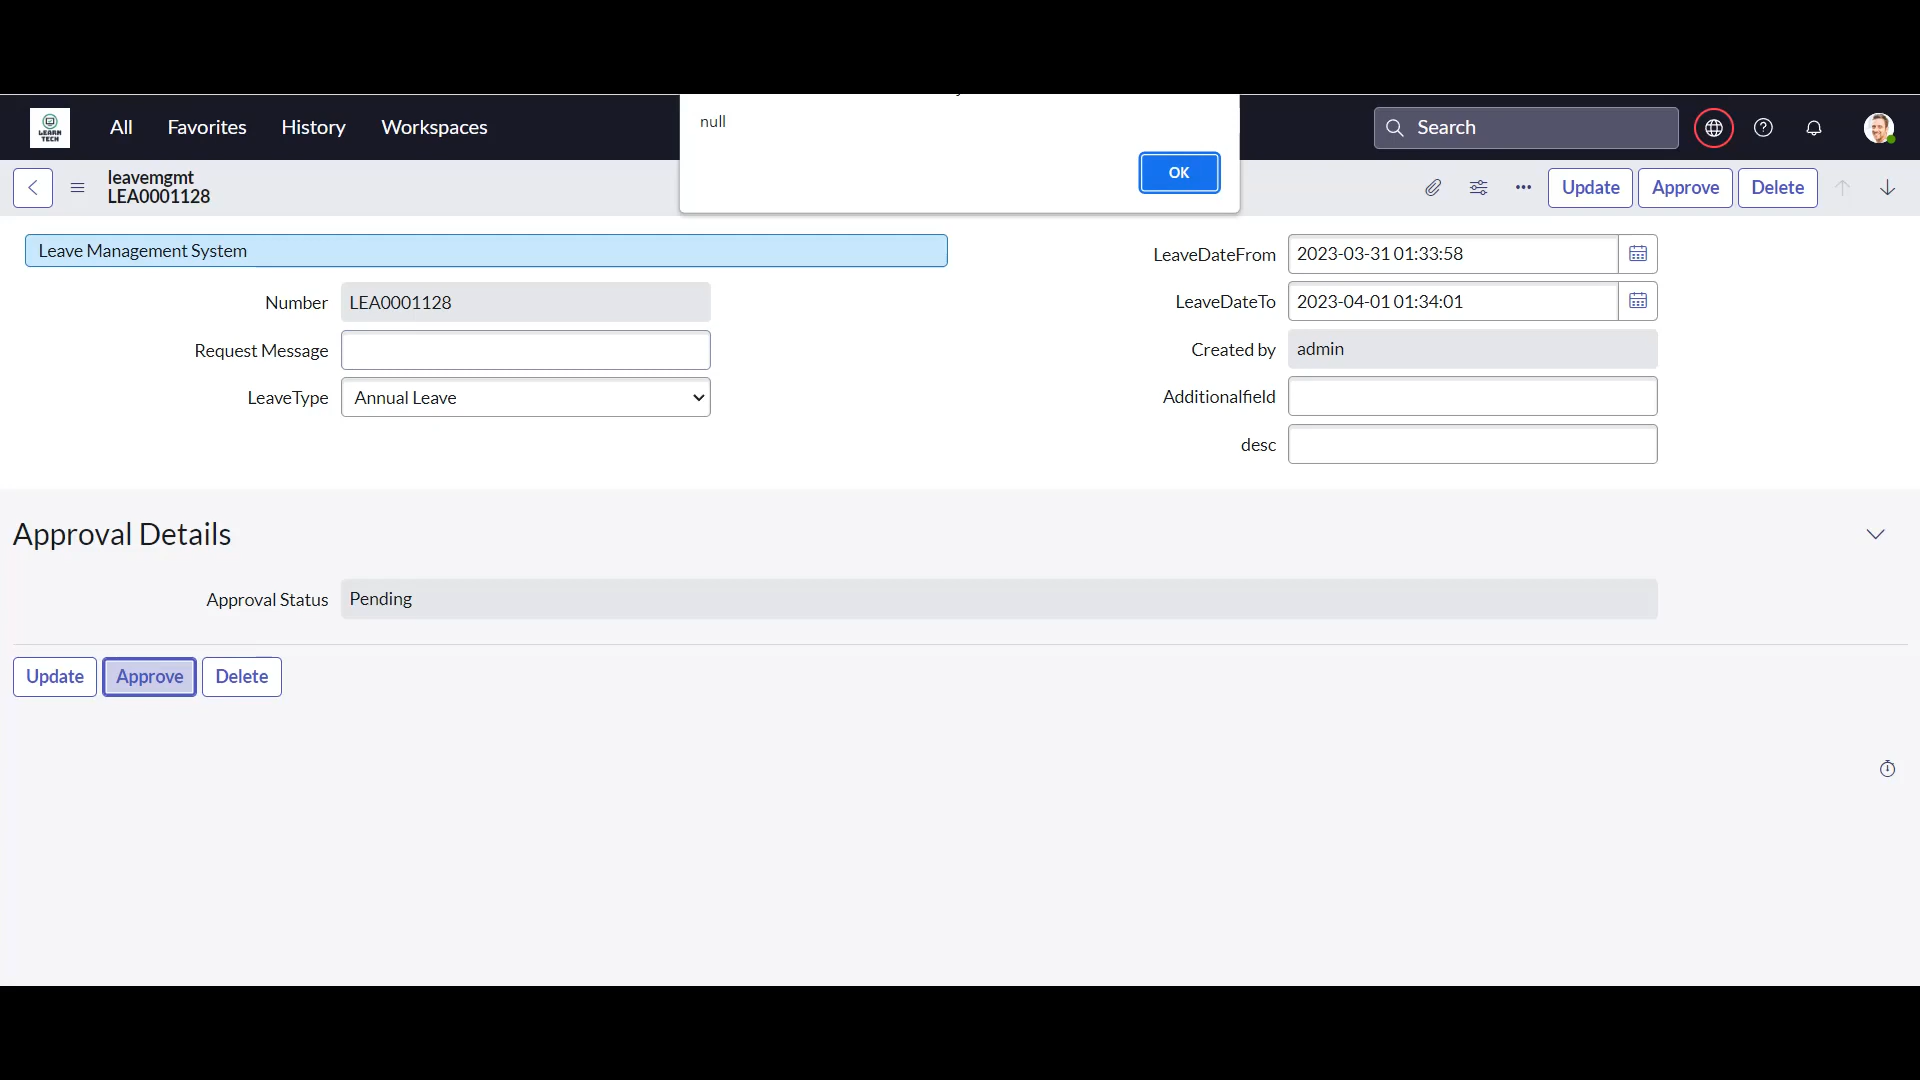 null
OK
LEARN
TECH
All Favorites History Workspaces
Search
leavemgmt
LEA0001128
Update Approve Delete
Leave Management System
Number LEA0001128
Request Message
LeaveType Annual Leave
LeaveDateFrom 2023-03-31 01:33:58
LeaveDateTo 2023-04-01 01:34:01
Created by admin
Additionalfield
desc
Approval Details
Approval Status Pending
Update Approve Delete